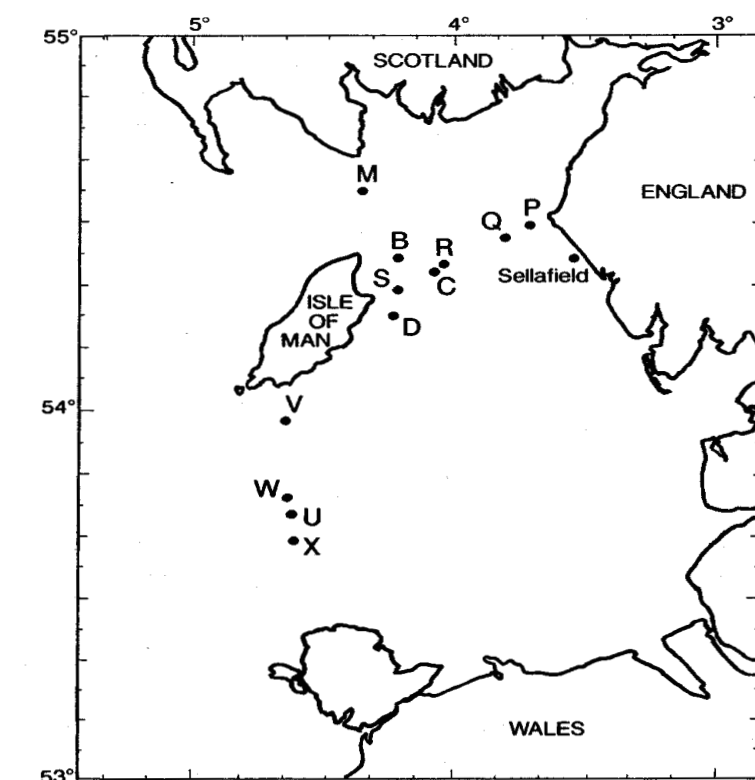 5° 4° 3°
55°
SCOTLAND
M
ENGLAND
P
Q
B R
S C
Sellafield
ISLE
OF
MAN
D
54°
V
W
U
X
WALES
53°